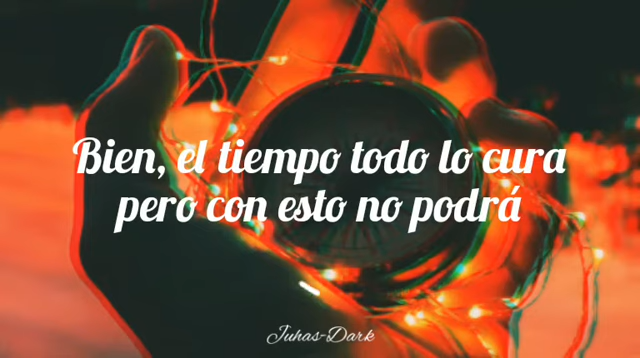 Bien, el tiempo todo lo cura
pero con esto no podrá
Juhas-Dark